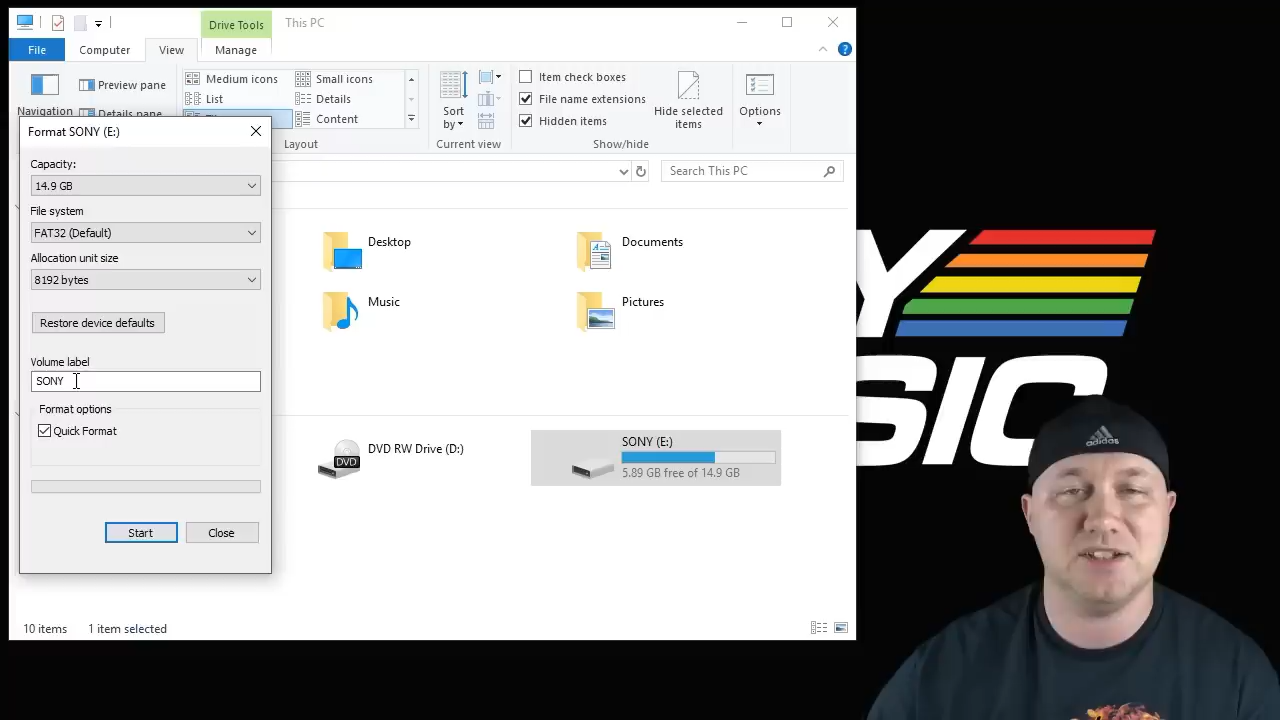 Drive Tools
This PC
File
Computer
View
Manage
Preview pane
Navigation
Details pane
Medium icons
Small icons
List
Details
Content
Layout
Sort
by
Current view
Item check boxes
File name extensions
Hidden items
Hide selected
items
Show/hide
Options
Search This PC
Format SONY (E:)
Capacity:
14.9 GB
File system
FAT32 (Default)
Allocation unit size
8192 bytes
Restore device defaults
Volume label
SONY
Format options
Quick Format
Start
Close
Desktop
Documents
Music
Pictures
DVD
DVD RW Drive (D:)
SONY (E:)
5.89 GB free of 14.9 GB
10 items
1 item selected
Y
SIC
adidas